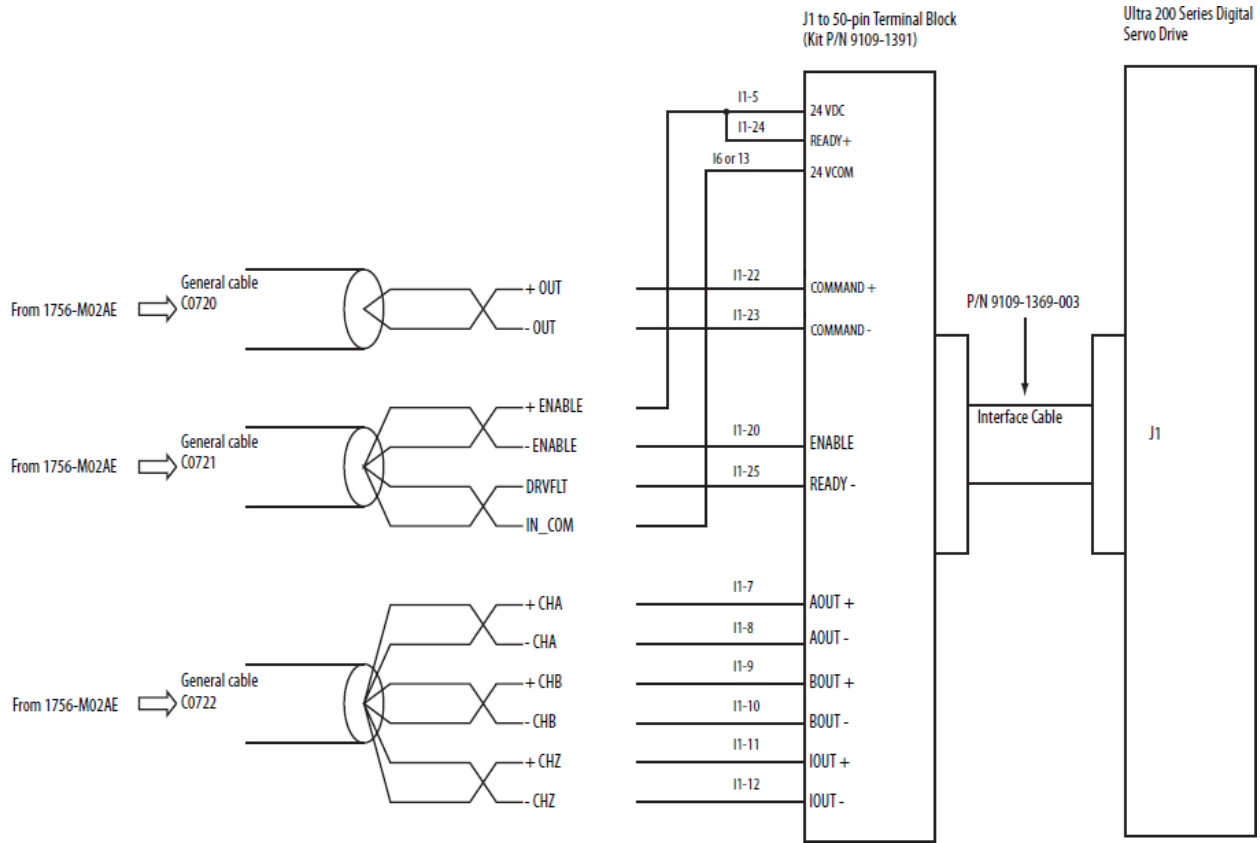 J1 to 50-pin Terminal Block
(Kit P/N 9109-1391)
Ultra 200 Series Digital
Servo Drive
I1-5
24 VDC
I1-24
READY+
I6 or 13
24 VCOM
From 1756-M02AE
General cable
C0720
+ OUT
- OUT
I1-22
COMMAND +
I1-23
COMMAND -
P/N 9109-1369-003
Interface Cable
J1
From 1756-M02AE
General cable
C0721
+ ENABLE
- ENABLE
DRVFLT
IN_COM
I1-20
ENABLE
I1-25
READY -
From 1756-M02AE
General cable
C0722
+ CHA
- CHA
+ CHB
- CHB
+ CHZ
- CHZ
I1-7
AOUT +
I1-8
AOUT -
I1-9
BOUT +
I1-10
BOUT -
I1-11
IOUT +
I1-12
IOUT -